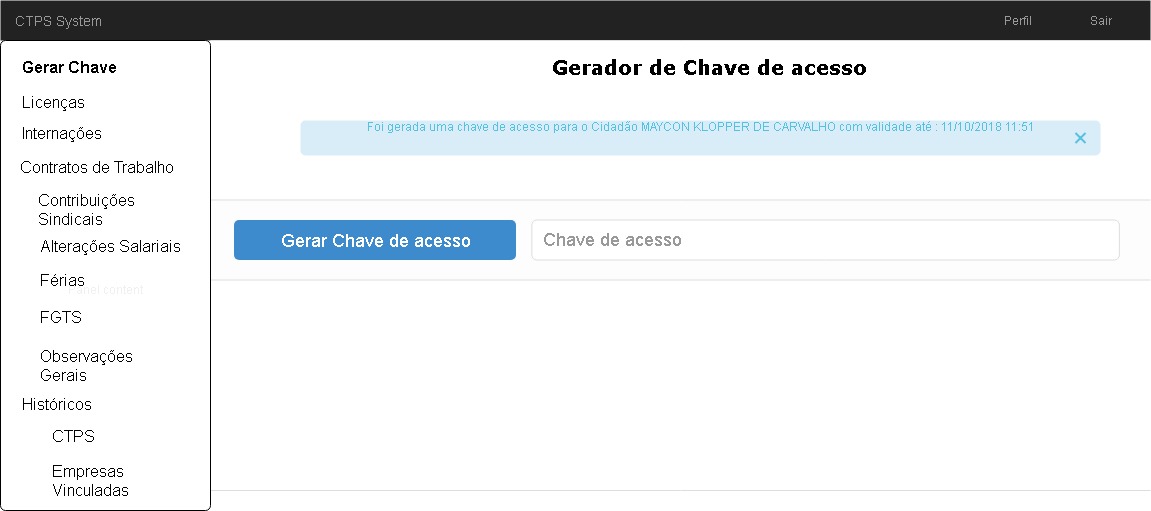 CTPS System
Perfil
Sair
Gerar Chave
Licenças
Internações
Contratos de Trabalho
Contribuições
Sindicais
Alterações Salariais
Férias
Panel content
FGTS
Observações
Gerais
Históricos
CTPS
Empresas
Vinculadas
Gerador de Chave de acesso
Foi gerada uma chave de acesso para o Cidadão MAYCON KLOPPER DE CARVALHO com validade até : 11/10/2018 11:51
×
Gerar Chave de acesso
Chave de acesso